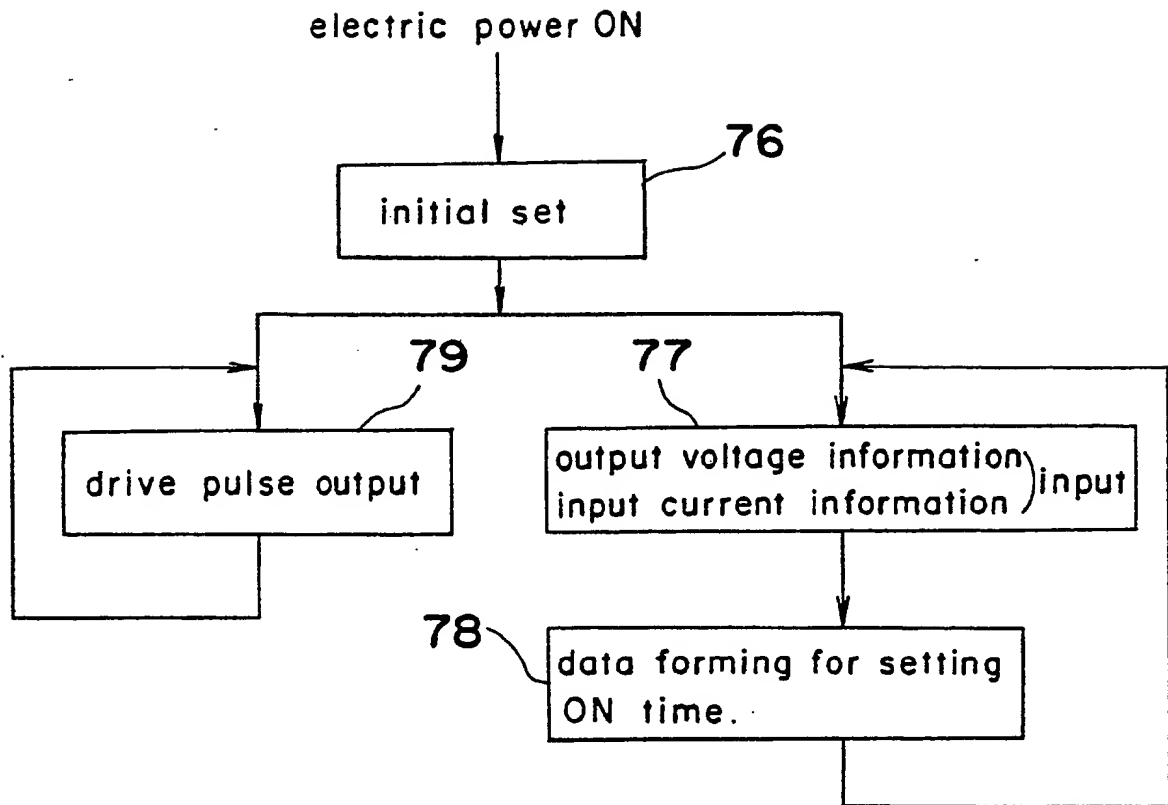 electric power ON
76
initial set
79
77
drive pulse output
output voltage information
input current information
input
78
data forming for setting
ON time.